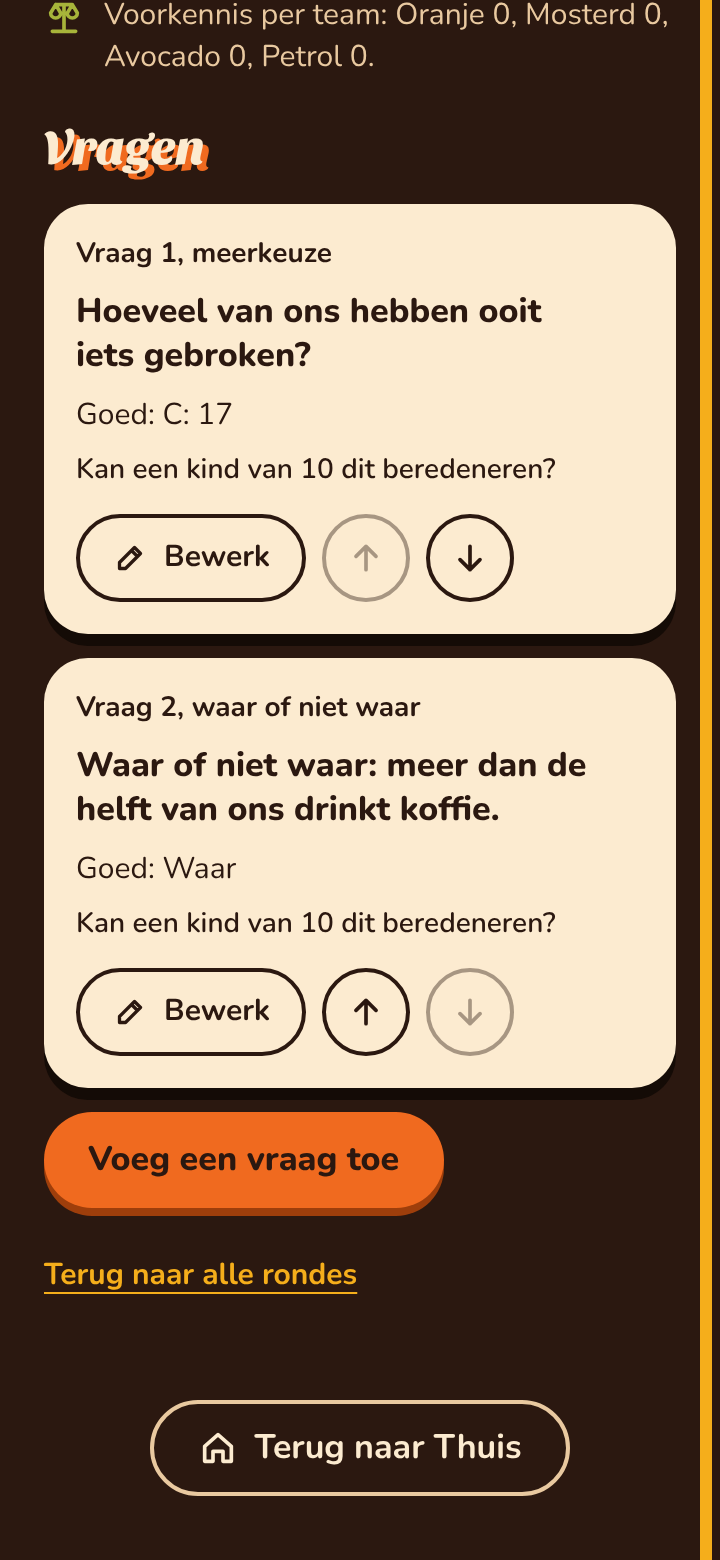 Voorkennis per team: Oranje 0, Mosterd 0,
Avocado 0, Petrol 0.
Vragen
Vraag 1, meerkeuze
Hoeveel van ons hebben ooit
iets gebroken?
Goed: C: 17
Kan een kind van 10 dit beredeneren?
Bewerk
Vraag 2, waar of niet waar
Waar of niet waar: meer dan de
helft van ons drinkt koffie.
Goed: Waar
Kan een kind van 10 dit beredeneren?
Bewerk
Voeg een vraag toe
Terug naar alle rondes
Terug naar Thuis